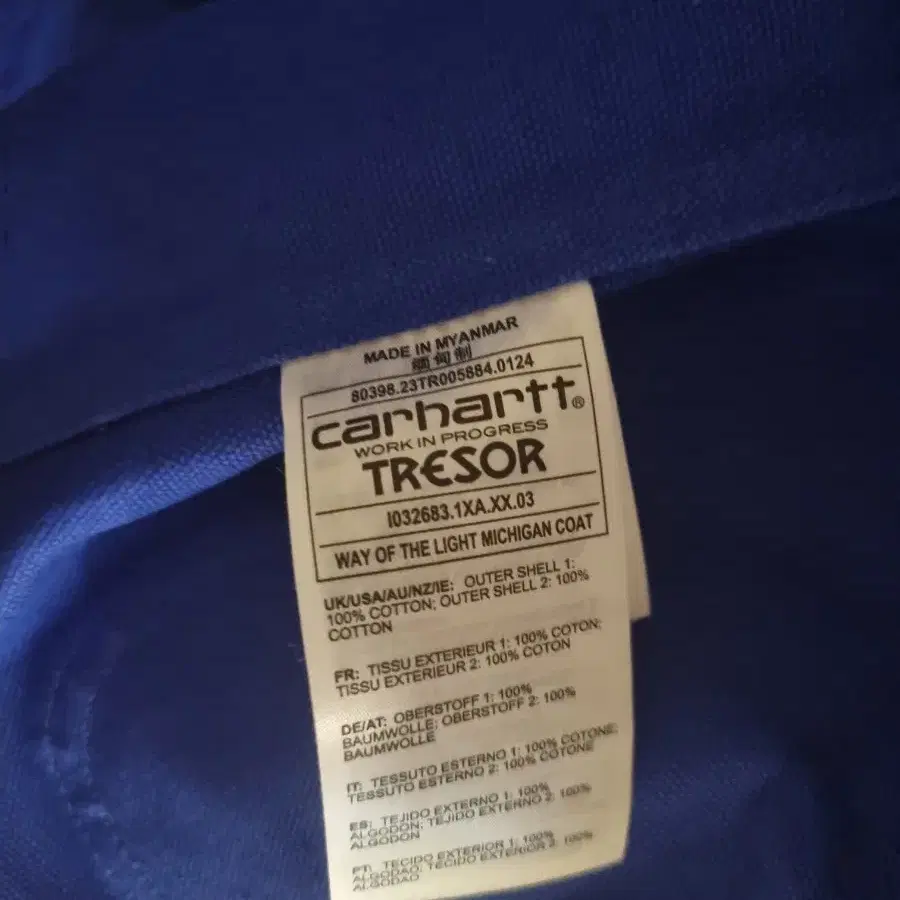 MADE IN MYANMAR
缅甸制
80398.23TR005884.0124
carhartt®
WORK IN PROGRESS
TRESOR
I032683.1XA.XX.03
WAY OF THE LIGHT MICHIGAN COAT
UK/USA/AU/NZ/IE: OUTER SHELL 1:
100% COTTON; OUTER SHELL 2: 100%
COTTON
FR: TISSU EXTERIEUR 1: 100% COTON;
TISSU EXTERIEUR 2: 100% COTON
DE/AT: OBERSTOFF 1: 100%
BAUMWOLLE; OBERSTOFF 2: 100%
BAUMWOLLE
IT: TESSUTO ESTERNO 1: 100% COTONE;
TESSUTO ESTERNO 2: 100% COTONE
ES: TEJIDO EXTERNO 1: 100%
ALGODON; TEJIDO EXTERNO 2: 100%
ALGODON
PT: TECIDO EXTERIOR 1: 100%
ALGODAO; TECIDO EXTERIOR 2: 100%
ALGODAO